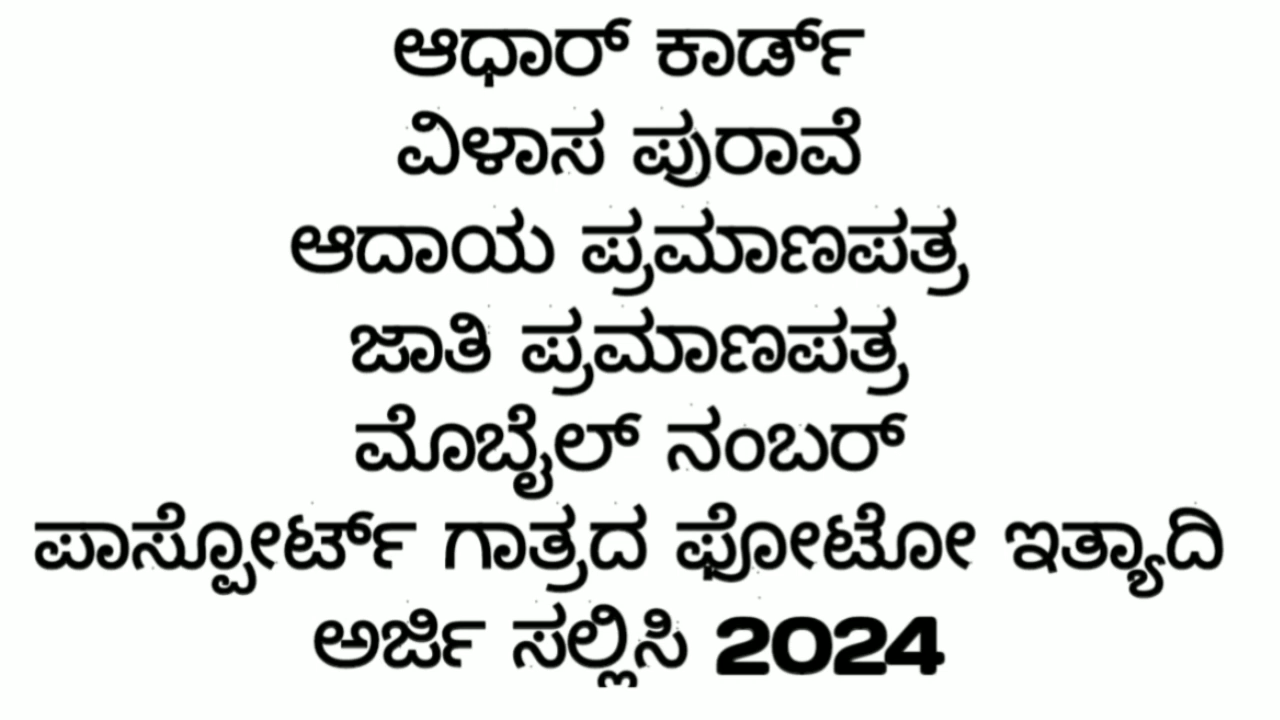 ಆಧಾರ್ ಕಾರ್ಡ್
ವಿಳಾಸ ಪುರಾವೆ
ಆದಾಯ ಪ್ರಮಾಣಪತ್ರ
ಜಾತಿ ಪ್ರಮಾಣಪತ್ರ
ಮೊಬೈಲ್ ನಂಬರ್
ಪಾಸ್ಪೋರ್ಟ್ ಗಾತ್ರದ ಫೋಟೋ ಇತ್ಯಾದಿ
ಅರ್ಜಿ ಸಲ್ಲಿಸಿ 2024